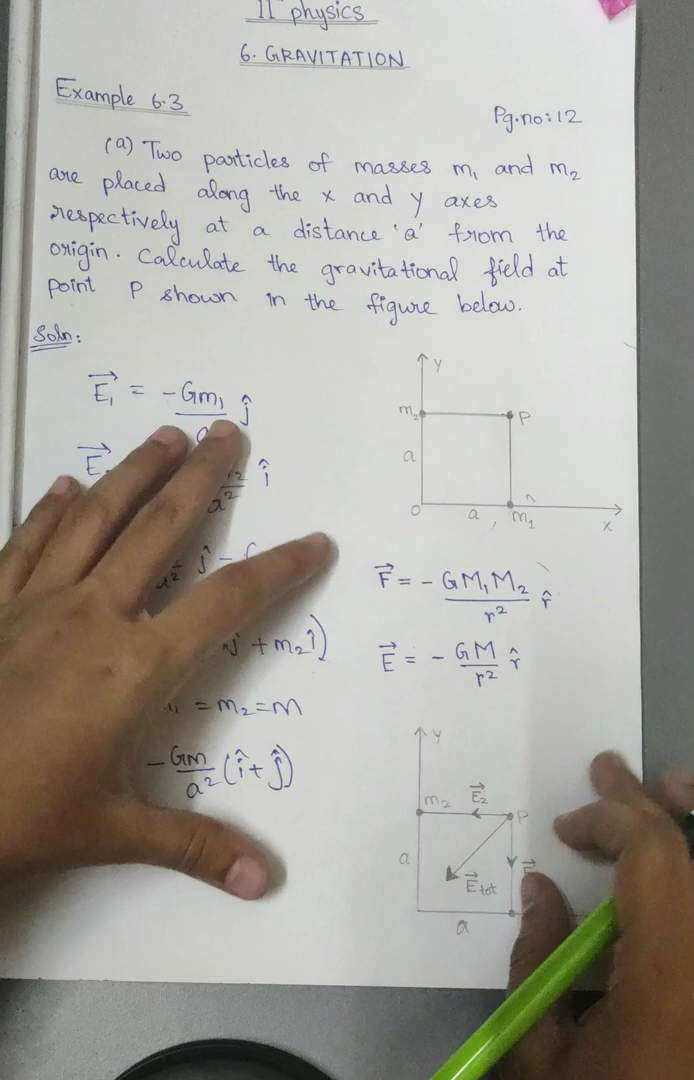 11 physics
6. GRAVITATION
Example 6.3
Pg.no:12
(a) Two particles of masses m₁ and m₂
are placed along the x and y axes
respectively at a distance 'a' from the
origin. Calculate the gravitational field at
point P shown in the figure below.
Soln:
E₁⃗ = -Gm₁/a ĵ
E⃗
a² î
ĵ -
+ m₂î)
= m₂ = m
-Gm/a² (î + ĵ)
y
m₂
P
a
O
a
m₁
x
F⃗ = - GM₁M₂/r² r̂
E⃗ = - GM/r² r̂
y
m₂
E₂⃗
P
a
E⃗
E⃗tot
a